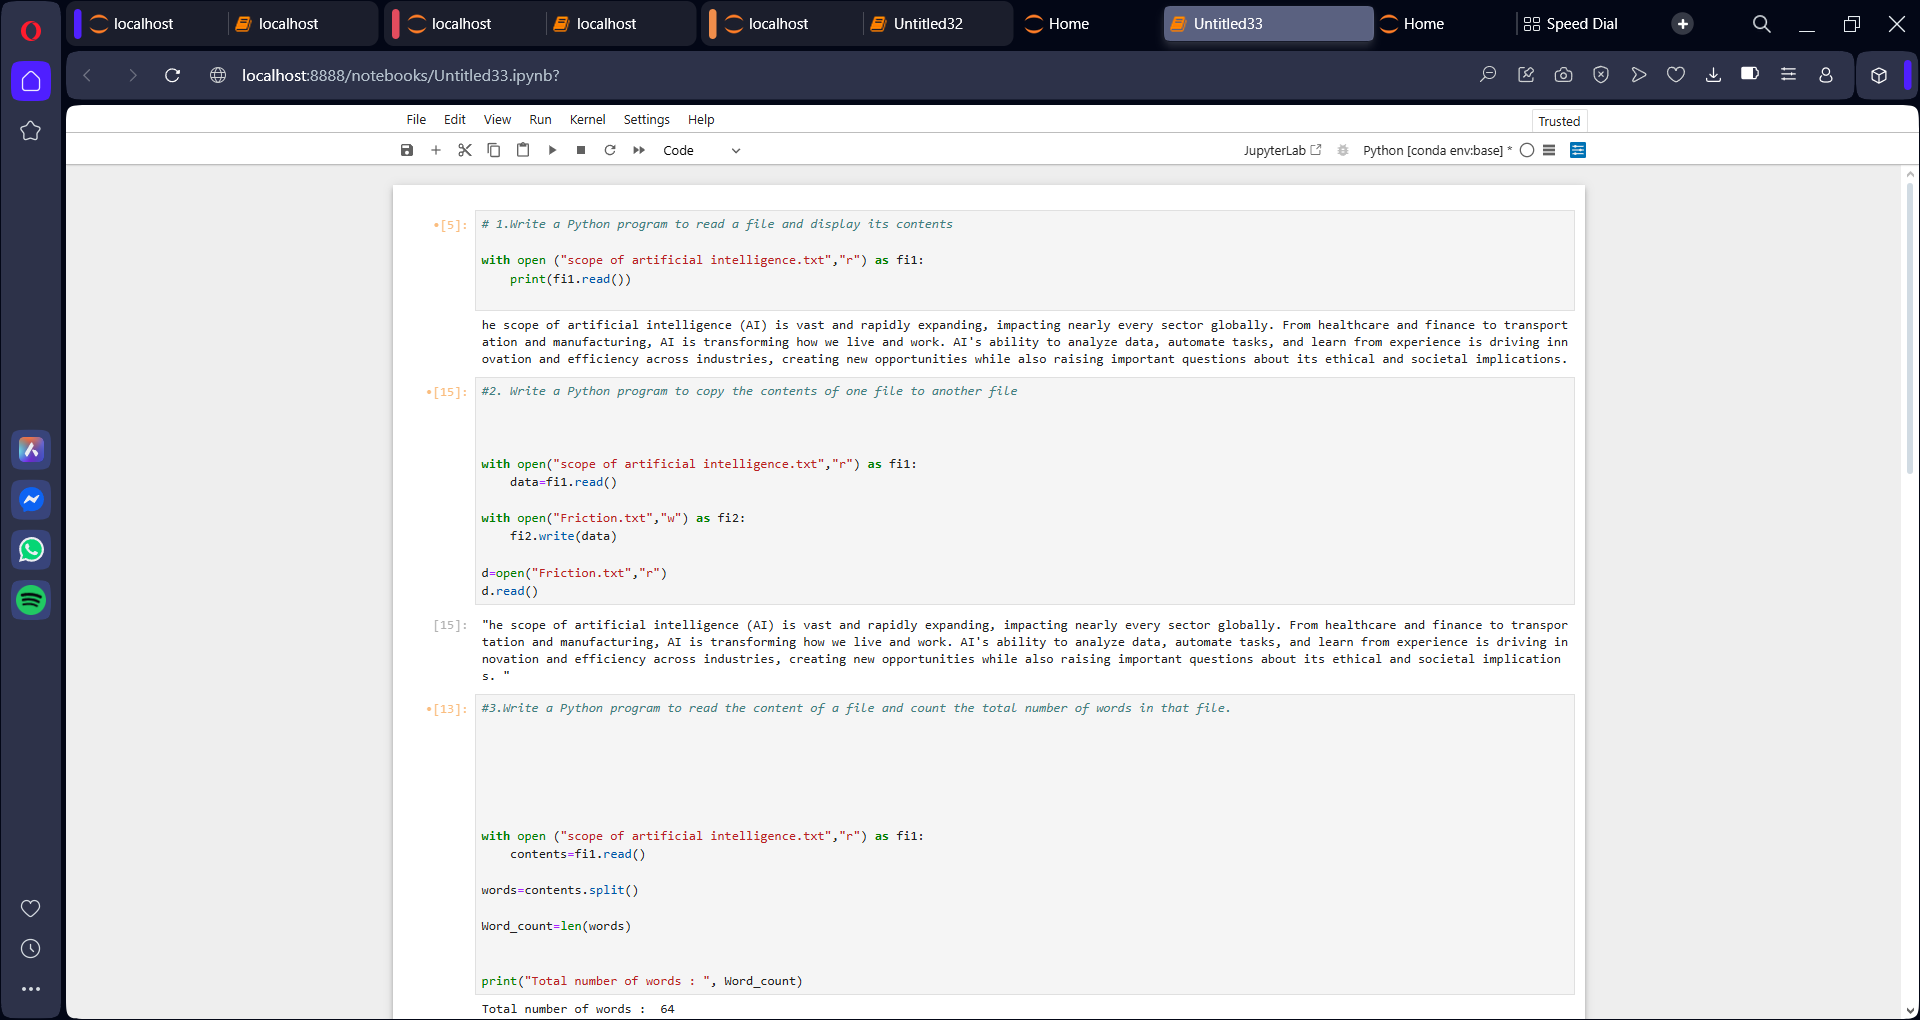 localhost localhost localhost localhost localhost Untitled32 Home Untitled33 Home Speed Dial
localhost:8888/notebooks/Untitled33.ipynb?
File Edit View Run Kernel Settings Help Trusted
Code JupyterLab Python [conda env:base] *
[5]: # 1.Write a Python program to read a file and display its contents
with open ("scope of artificial intelligence.txt","r") as fi1:
    print(fi1.read())
he scope of artificial intelligence (AI) is vast and rapidly expanding, impacting nearly every sector globally. From healthcare and finance to transport
ation and manufacturing, AI is transforming how we live and work. AI's ability to analyze data, automate tasks, and learn from experience is driving inn
ovation and efficiency across industries, creating new opportunities while also raising important questions about its ethical and societal implications.
[15]: #2. Write a Python program to copy the contents of one file to another file
with open("scope of artificial intelligence.txt","r") as fi1:
    data=fi1.read()
with open("Friction.txt","w") as fi2:
    fi2.write(data)
d=open("Friction.txt","r")
d.read()
[15]: "he scope of artificial intelligence (AI) is vast and rapidly expanding, impacting nearly every sector globally. From healthcare and finance to transpor
tation and manufacturing, AI is transforming how we live and work. AI's ability to analyze data, automate tasks, and learn from experience is driving in
novation and efficiency across industries, creating new opportunities while also raising important questions about its ethical and societal implication
s. "
[13]: #3.Write a Python program to read the content of a file and count the total number of words in that file.
with open ("scope of artificial intelligence.txt","r") as fi1:
    contents=fi1.read()
words=contents.split()
Word_count=len(words)
print("Total number of words : ", Word_count)
Total number of words :  64